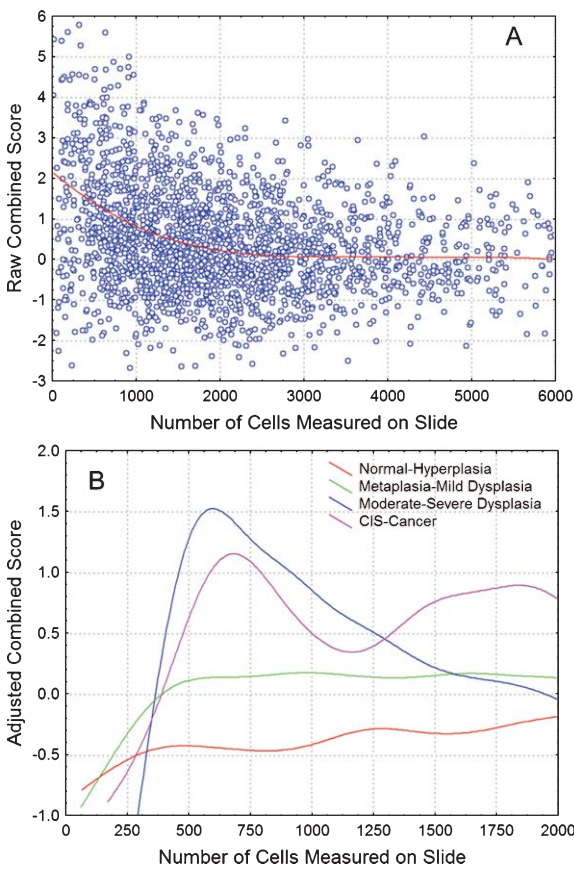 6
A
5
4
3
2
1
0
-1
-2
-3
Raw Combined Score
0 1000 2000 3000 4000 5000 6000
Number of Cells Measured on Slide
2.0
B
Normal-Hyperplasia
Metaplasia-Mild Dysplasia
Moderate-Severe Dysplasia
CIS-Cancer
1.5
1.0
0.5
0.0
-0.5
-1.0
Adjusted Combined Score
0 250 500 750 1000 1250 1500 1750 2000
Number of Cells Measured on Slide